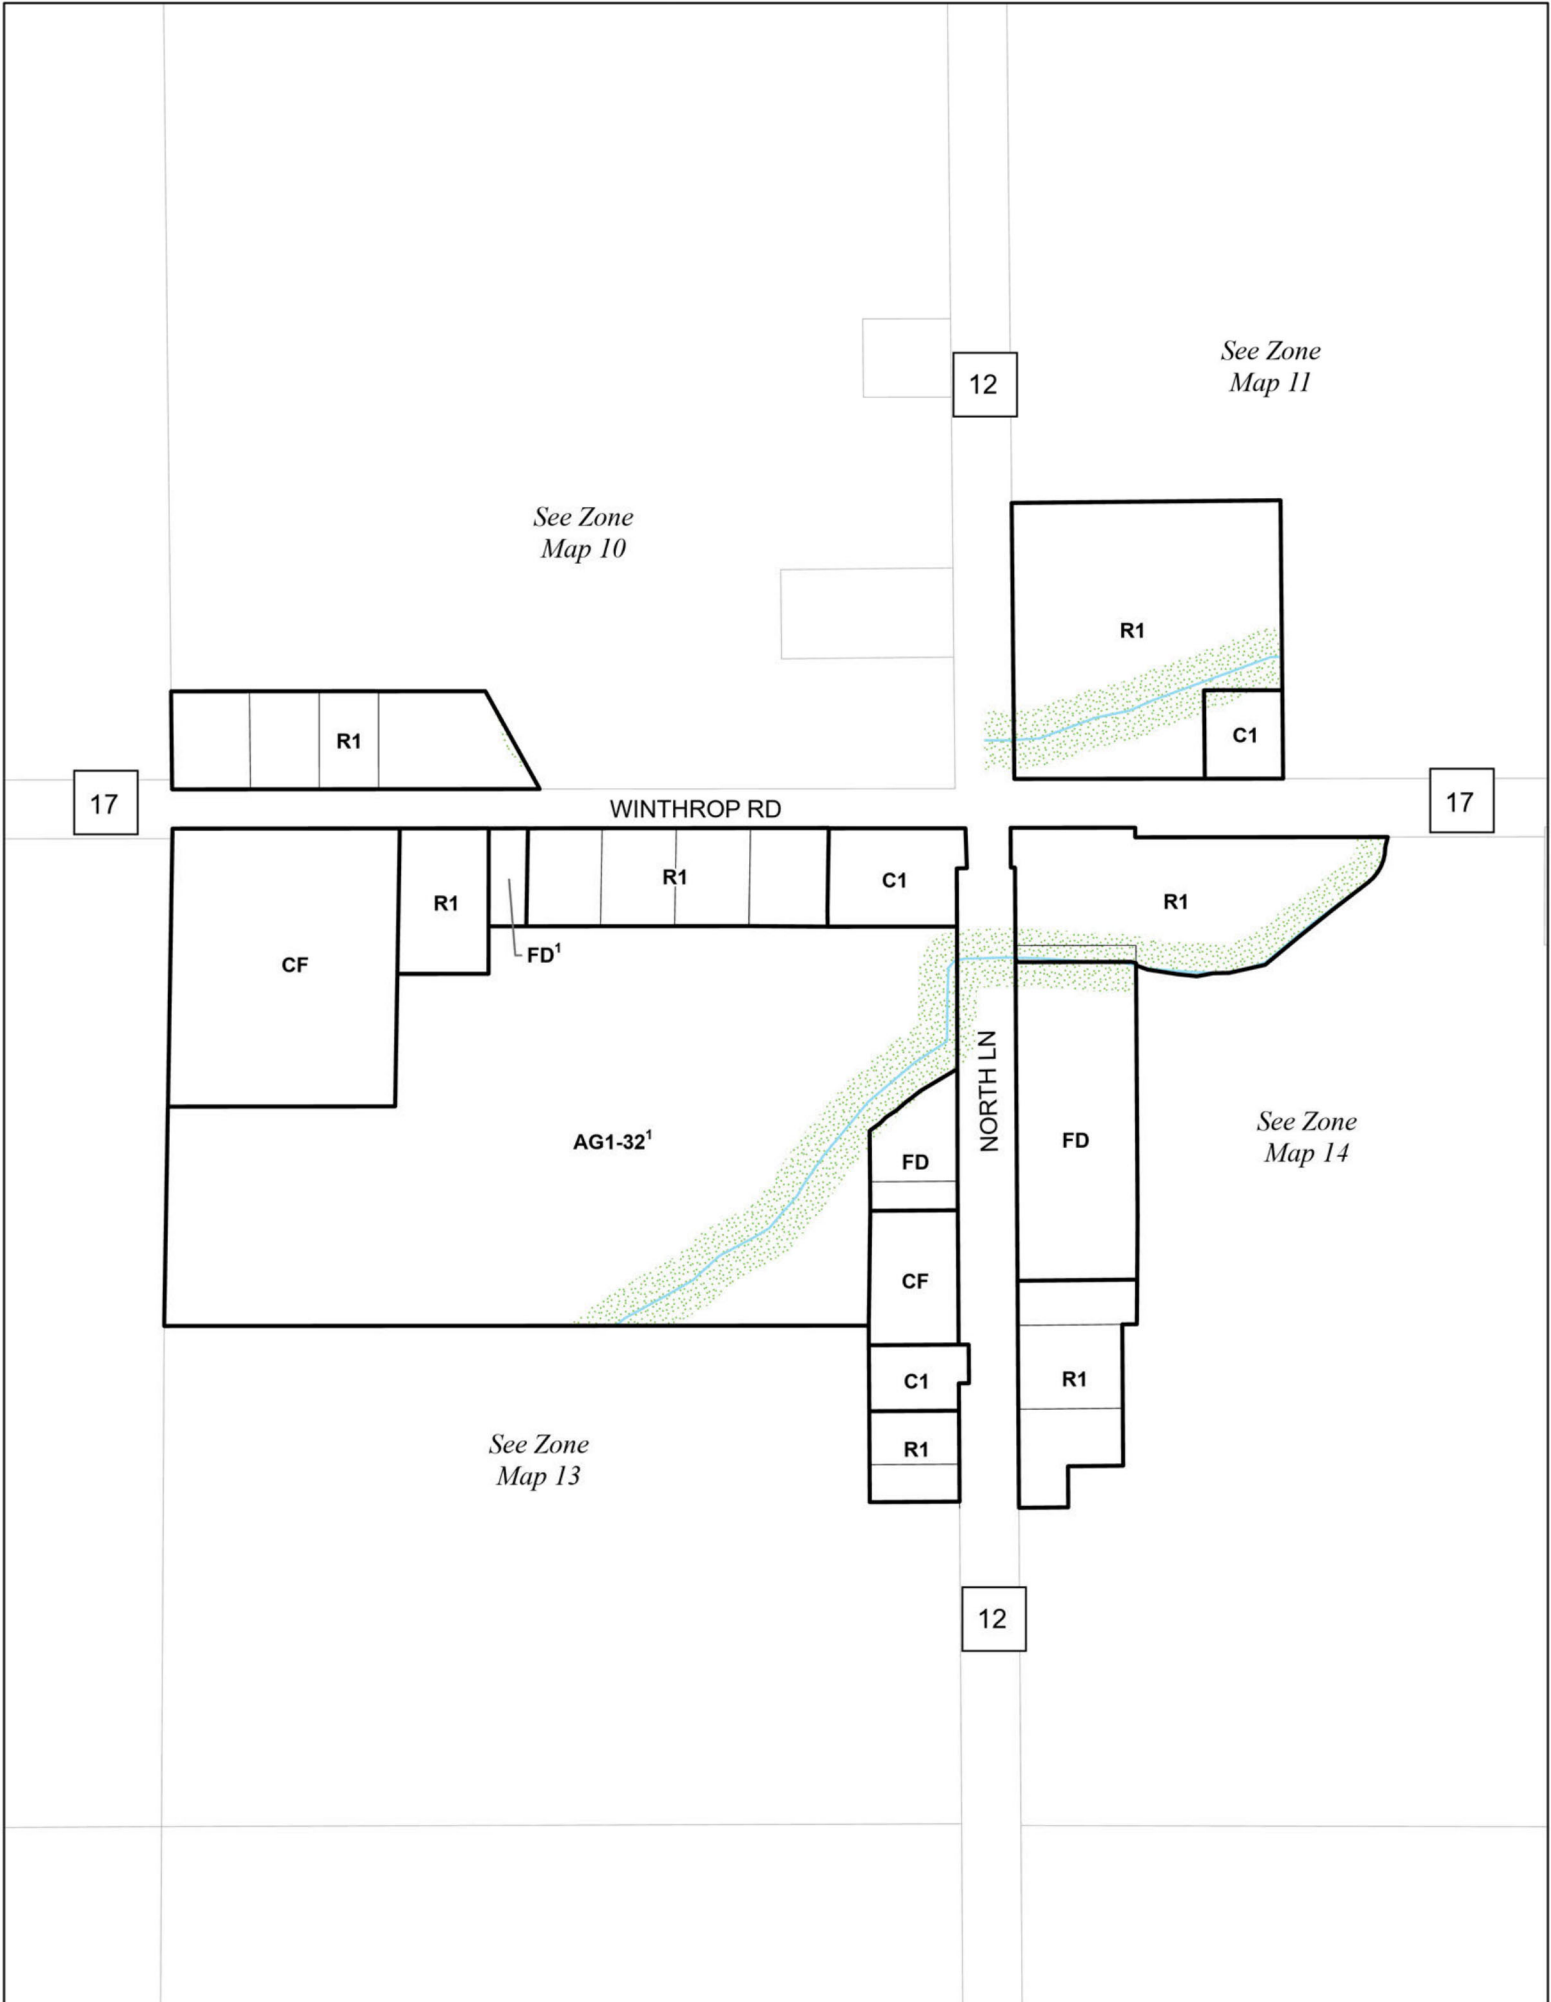 12
See Zone
Map 11
See Zone
Map 10
R1
R1
C1
17
WINTHROP RD
17
R1
C1
R1
R1
CF
FD¹
NORTH LN
AG1-32¹
FD
FD
See Zone
Map 14
CF
C1
R1
R1
See Zone
Map 13
12